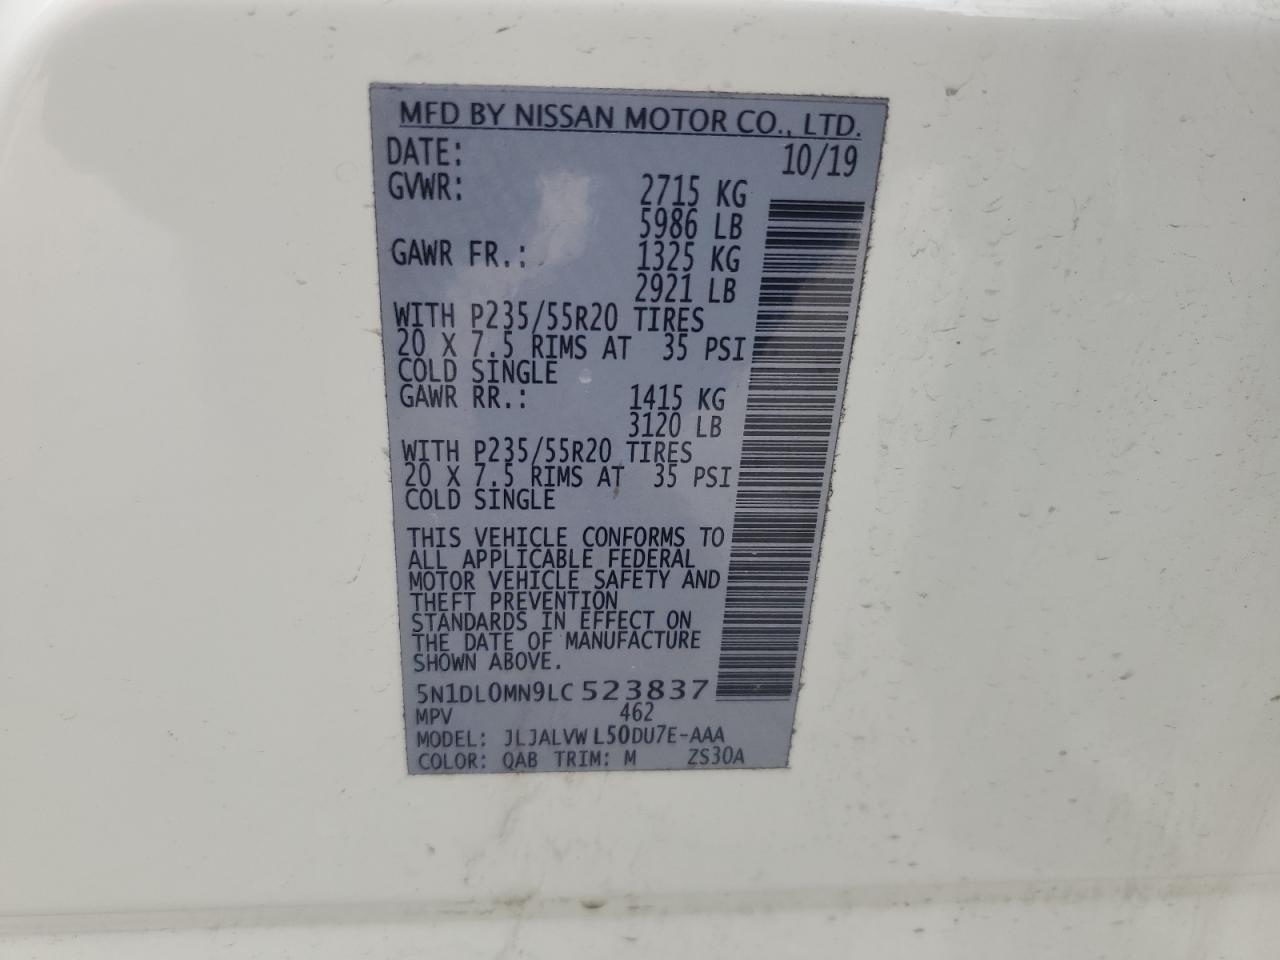 MFD BY NISSAN MOTOR CO., LTD.
DATE: 10/19
GVWR: 2715 KG
5986 LB
GAWR FR.: 1325 KG
2921 LB
WITH P235/55R20 TIRES
20 X 7.5 RIMS AT 35 PSI
COLD SINGLE
GAWR RR.: 1415 KG
3120 LB
WITH P235/55R20 TIRES
20 X 7.5 RIMS AT 35 PSI
COLD SINGLE
THIS VEHICLE CONFORMS TO
ALL APPLICABLE FEDERAL
MOTOR VEHICLE SAFETY AND
THEFT PREVENTION
STANDARDS IN EFFECT ON
THE DATE OF MANUFACTURE
SHOWN ABOVE.
5N1DL0MN9LC 523837
MPV 462
MODEL: JLJALVW L50DU7E-AAA
COLOR: QAB TRIM: M ZS30A